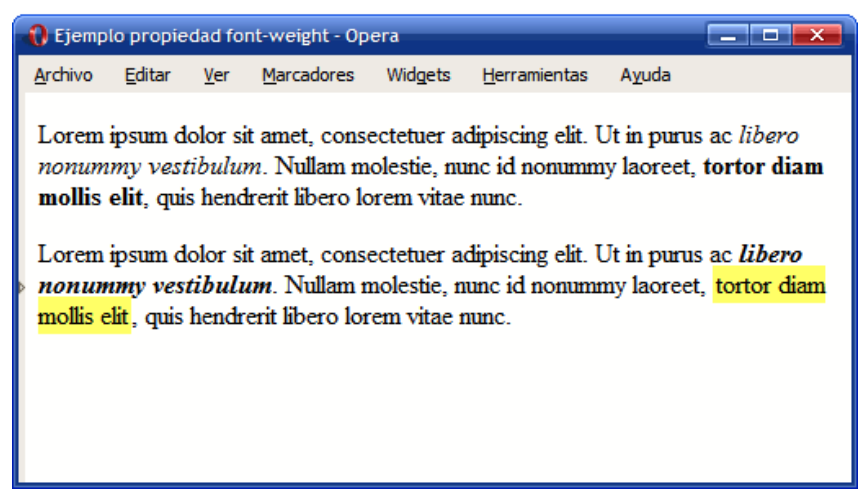 Ejemplo propiedad font-weight - Opera
Archivo Editar Ver Marcadores Widgets Herramientas Ayuda
Lorem ipsum dolor sit amet, consectetuer adipiscing elit. Ut in purus ac libero
nonummy vestibulum. Nullam molestie, nunc id nonummy laoreet, tortor diam
mollis elit, quis hendrerit libero lorem vitae nunc.
Lorem ipsum dolor sit amet, consectetuer adipiscing elit. Ut in purus ac libero
nonummy vestibulum. Nullam molestie, nunc id nonummy laoreet, tortor diam
mollis elit, quis hendrerit libero lorem vitae nunc.